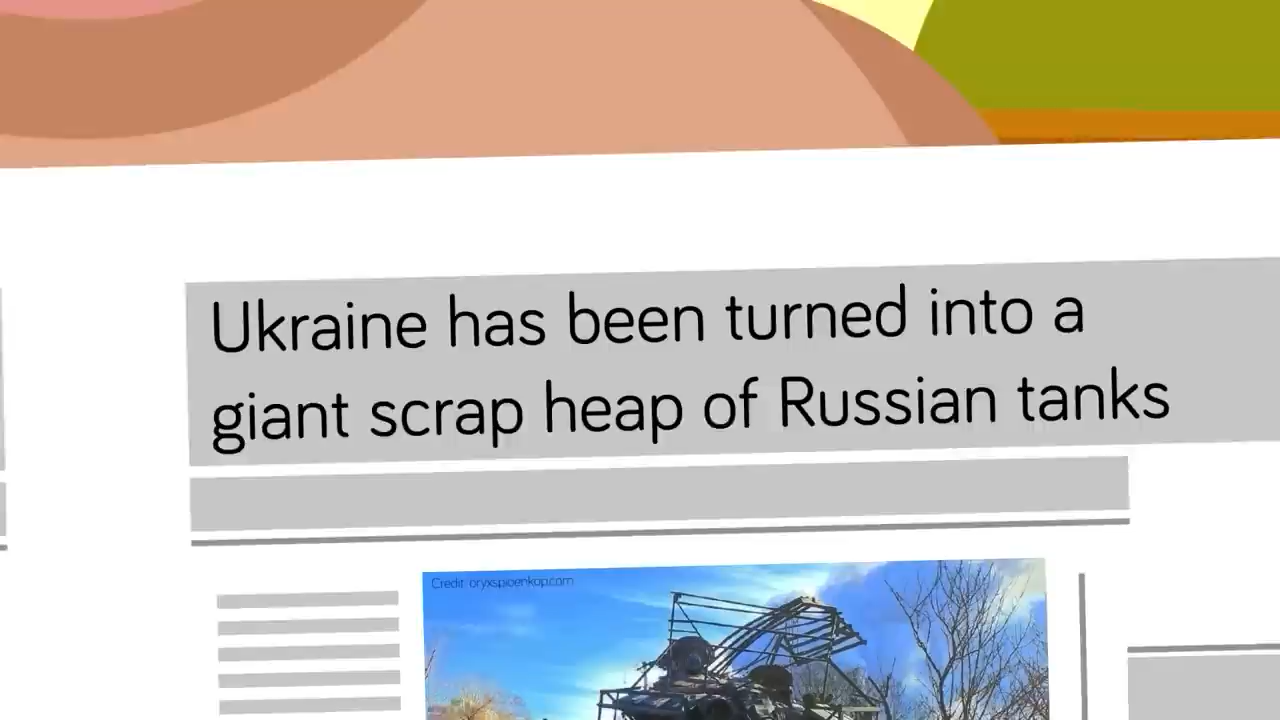 Ukraine has been turned into a
giant scrap heap of Russian tanks
Credit: oryxspioenkop.com